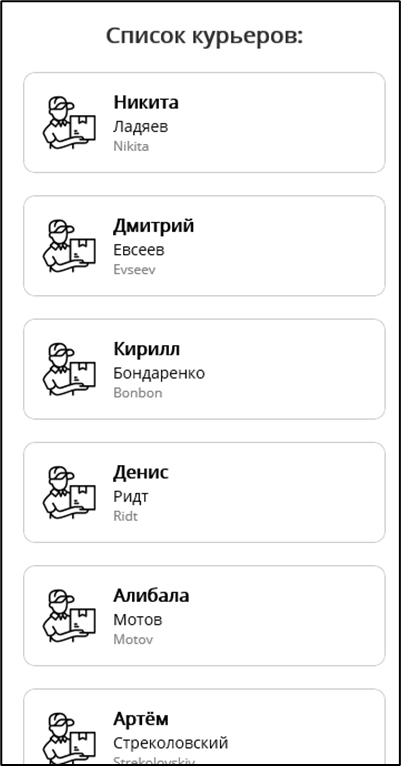 Список курьеров:
Никита
Ладяев
Nikita
Дмитрий
Евсеев
Evseev
Кирилл
Бондаренко
Bonbon
Денис
Ридт
Ridt
Алибала
Мотов
Motov
Артём
Стреколовский
Strekolovskiy